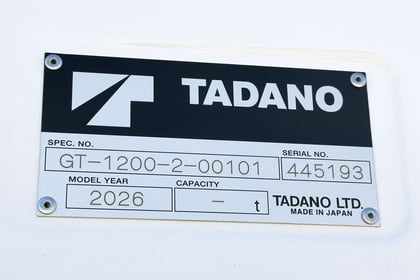 TADANO
SPEC. NO. SERIAL NO.
GT-1200-2-00101 445193
MODEL YEAR CAPACITY
2026 - t TADANO LTD.
MADE IN JAPAN